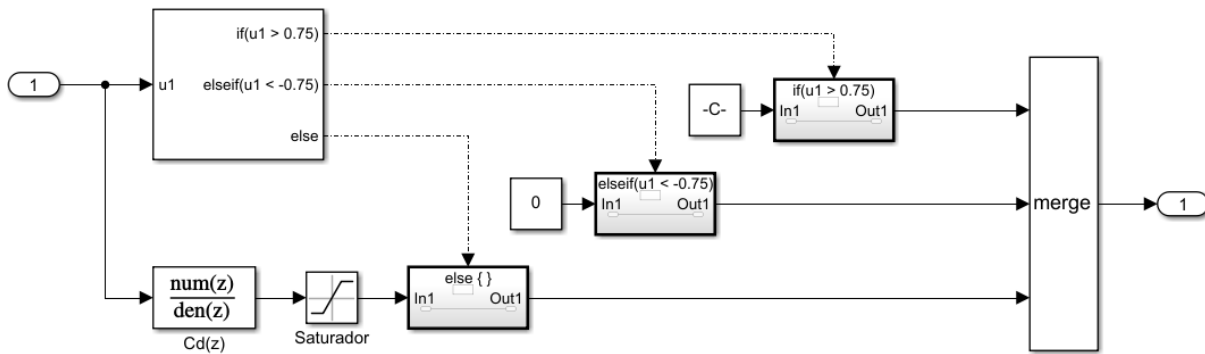 1
u1
if(u1 > 0.75)
elseif(u1 < -0.75)
else
-C-
if(u1 > 0.75)
In1 Out1
0
elseif(u1 < -0.75)
In1 Out1
merge
1
num(z)
den(z)
Cd(z)
Saturador
else { }
In1 Out1